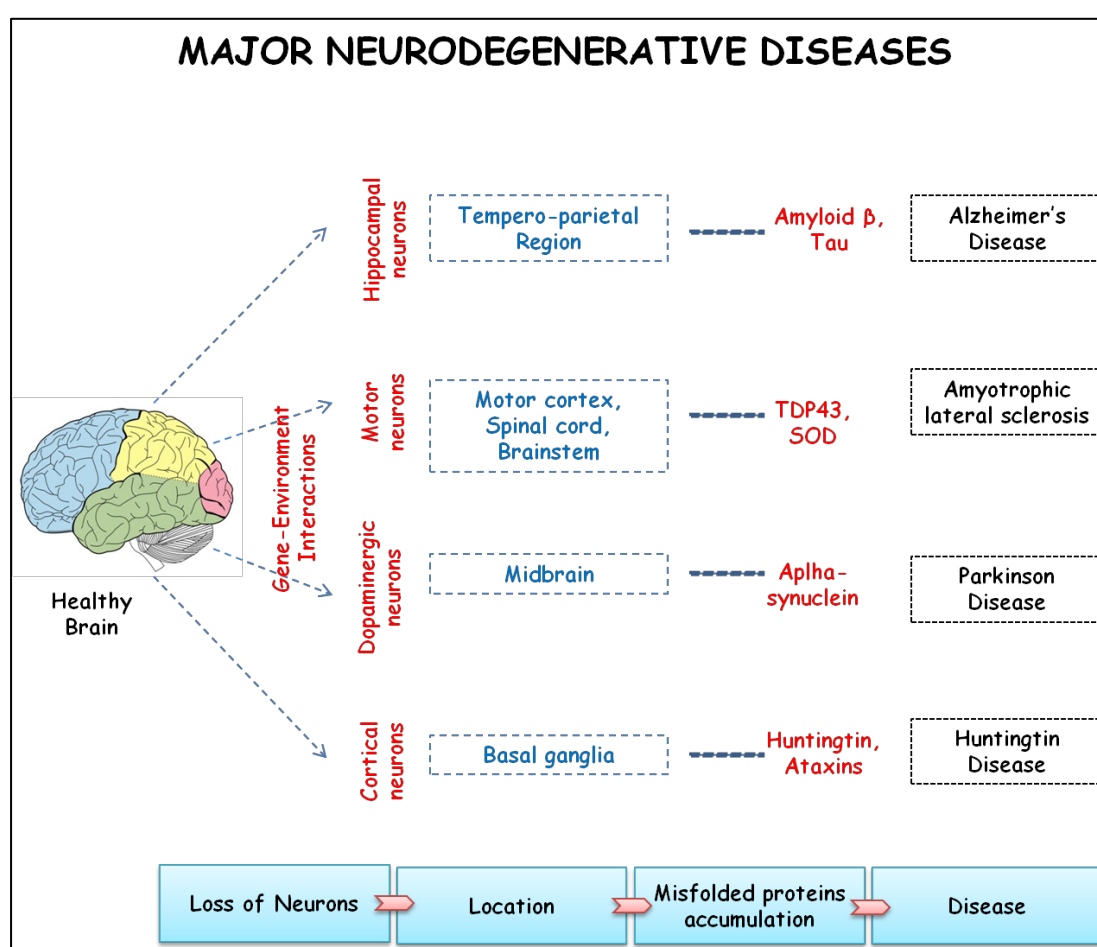 MAJOR NEURODEGENERATIVE DISEASES
Hippocampal
neurons
Tempero-parietal
Region
Amyloid β,
Tau
Alzheimer's
Disease
Motor
neurons
Motor cortex,
Spinal cord,
Brainstem
TDP43,
SOD
Amyotrophic
lateral sclerosis
Gene-Environment
Interactions
Healthy
Brain
Dopaminergic
neurons
Midbrain
Aplha-
synuclein
Parkinson
Disease
Cortical
neurons
Basal ganglia
Huntingtin,
Ataxins
Huntingtin
Disease
Loss of Neurons
Location
Misfolded proteins
accumulation
Disease